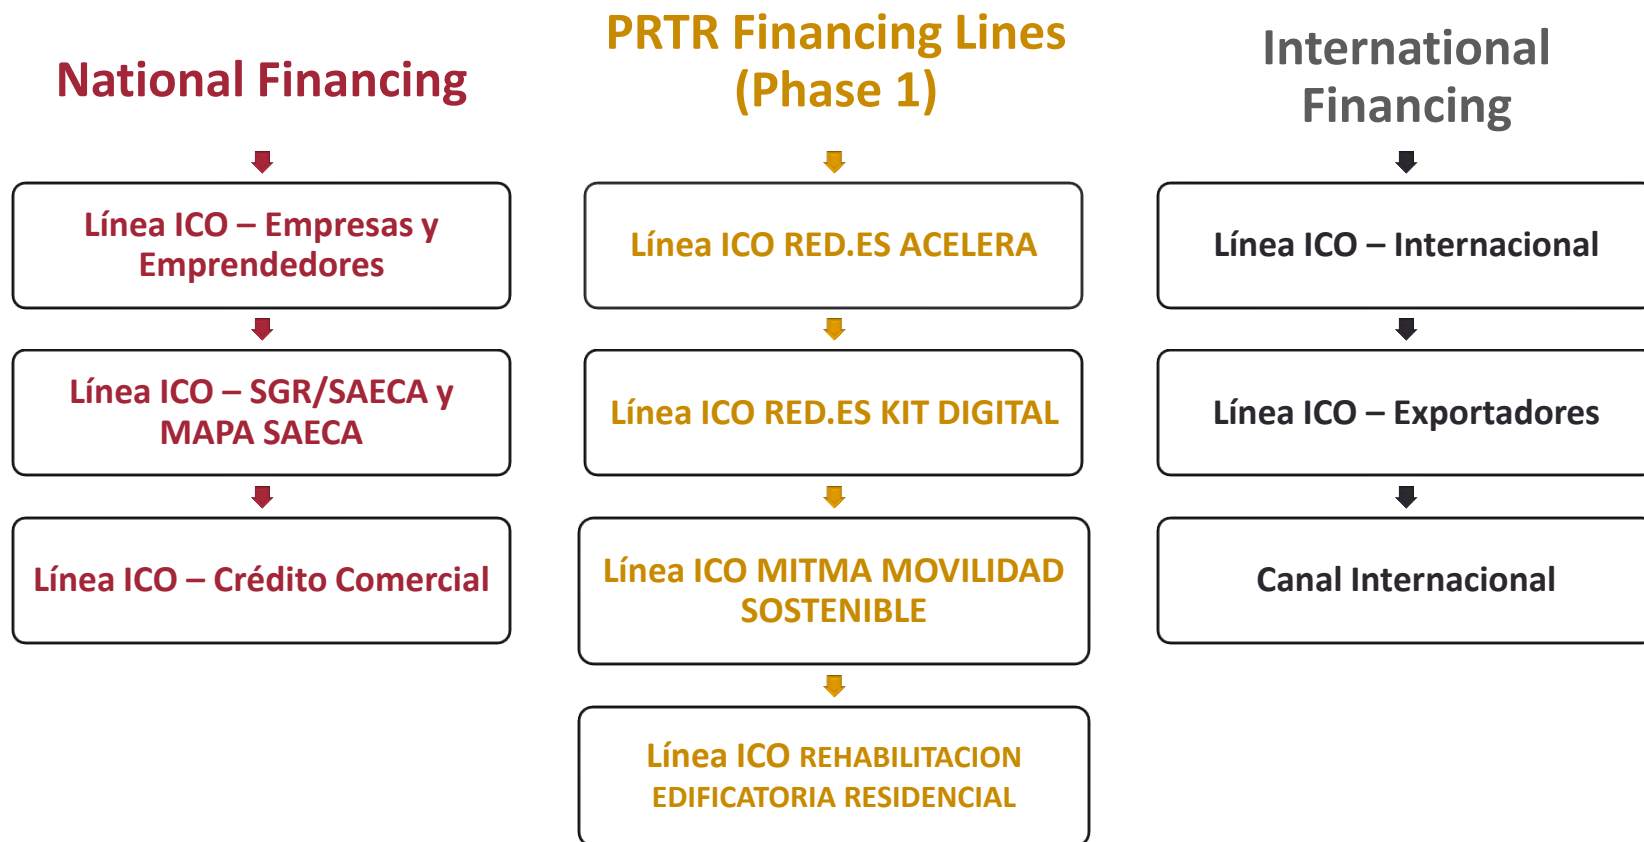 National Financing
Línea ICO – Empresas y
Emprendedores
Línea ICO – SGR/SAECA y
MAPA SAECA
Línea ICO – Crédito Comercial
PRTR Financing Lines
(Phase 1)
Línea ICO RED.ES ACELERA
Línea ICO RED.ES KIT DIGITAL
Línea ICO MITMA MOVILIDAD
SOSTENIBLE
Línea ICO REHABILITACION
EDIFICATORIA RESIDENCIAL
International
Financing
Línea ICO – Internacional
Línea ICO – Exportadores
Canal Internacional